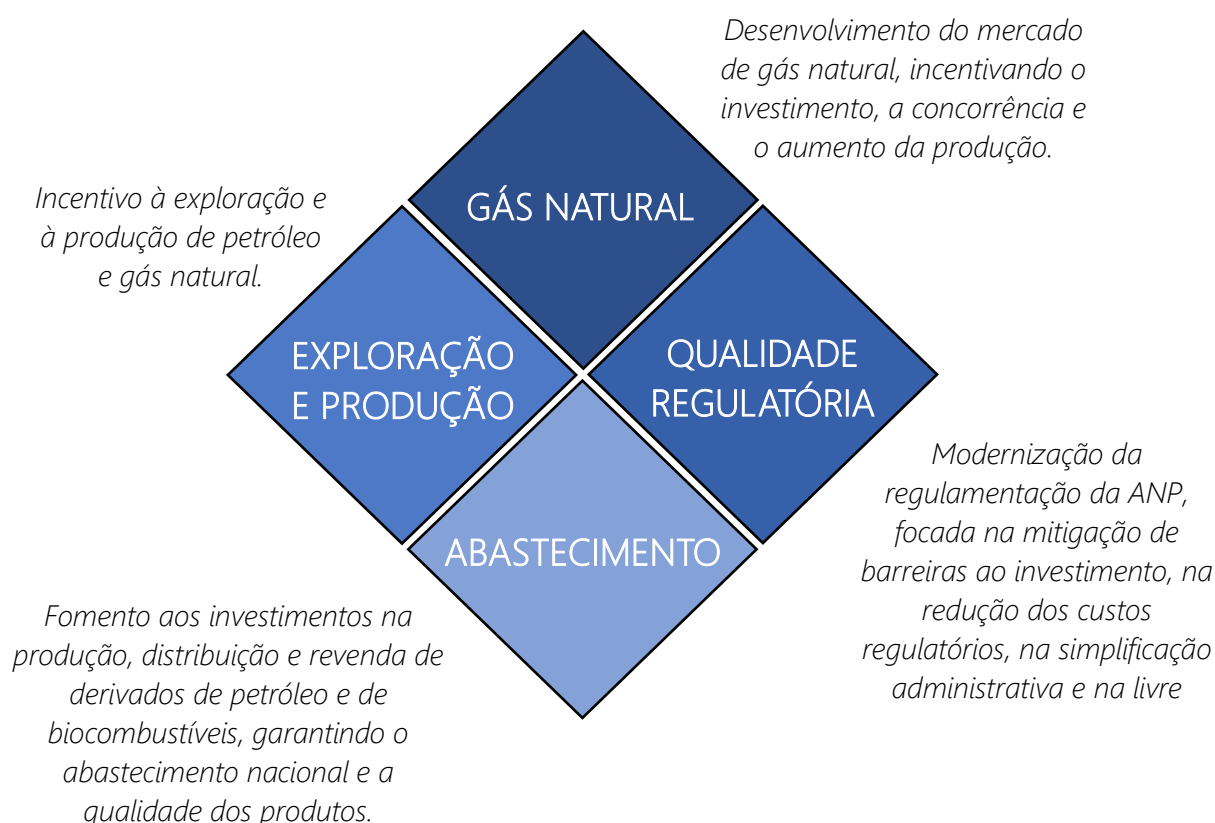 Desenvolvimento do mercado
de gás natural, incentivando o
investimento, a concorrência e
o aumento da produção.
Incentivo à exploração e
à produção de petróleo
e gás natural.
GÁS NATURAL
EXPLORAÇÃO
E PRODUÇÃO
QUALIDADE
REGULATÓRIA
Modernização da
regulamentação da ANP,
focada na mitigação de
barreiras ao investimento, na
redução dos custos
regulatórios, na simplificação
administrativa e na livre
ABASTECIMENTO
Fomento aos investimentos na
produção, distribuição e revenda de
derivados de petróleo e de
biocombustíveis, garantindo o
abastecimento nacional e a
qualidade dos produtos.